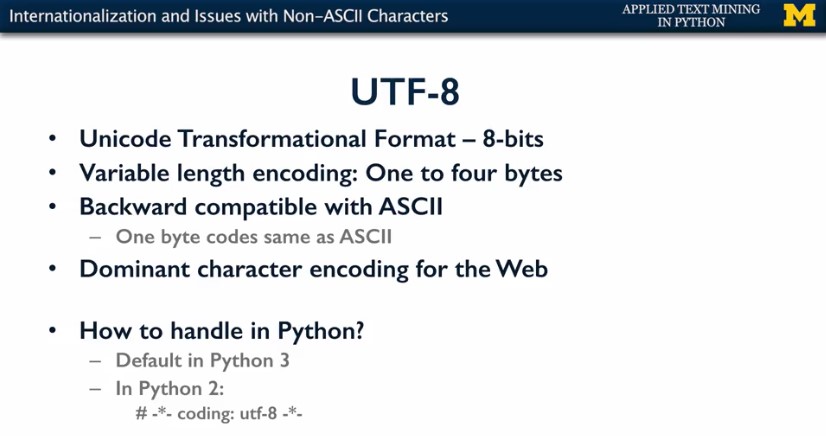 Internationalization and Issues with Non-ASCII Characters
APPLIED TEXT MINING
IN PYTHON
M
UTF-8
• Unicode Transformational Format – 8-bits
• Variable length encoding: One to four bytes
• Backward compatible with ASCII
– One byte codes same as ASCII
• Dominant character encoding for the Web
• How to handle in Python?
– Default in Python 3
– In Python 2:
# -*- coding: utf-8 -*-